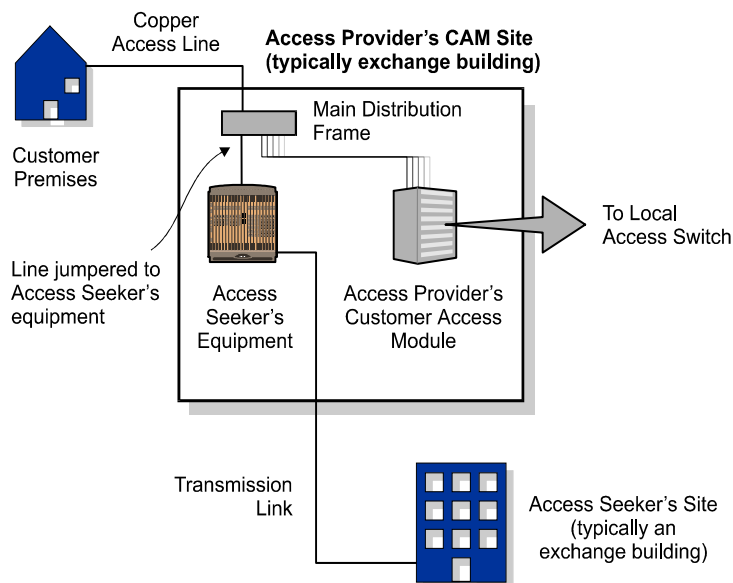 Copper
Access Line
Access Provider's CAM Site
(typically exchange building)
Main Distribution
Frame
Customer
Premises
To Local
Access Switch
Line jumpered to
Access Seeker's
equipment
Access
Seeker's
Equipment
Access Provider's
Customer Access
Module
Transmission
Link
Access Seeker's Site
(typically an
exchange building)